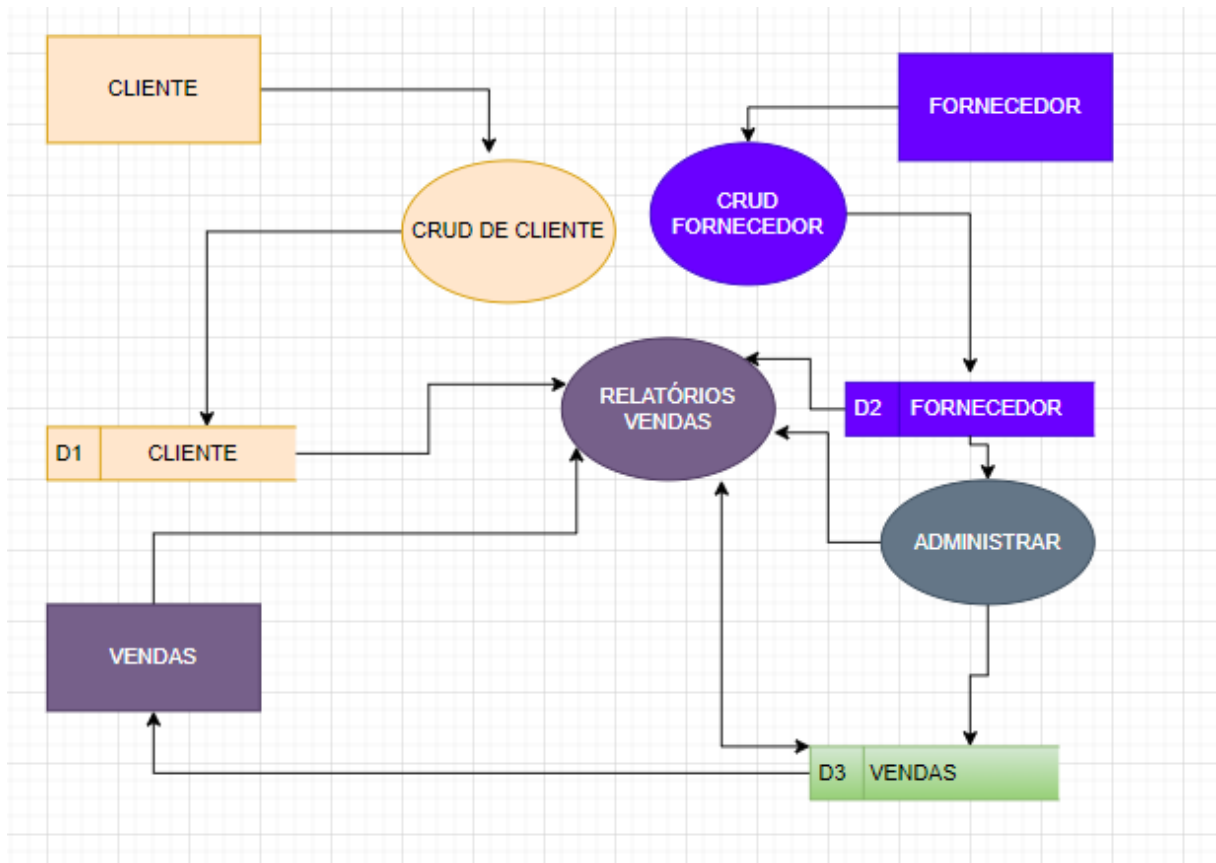 CLIENTE
FORNECEDOR
CRUD DE CLIENTE
CRUD
FORNECEDOR
RELATÓRIOS
VENDAS
D2 FORNECEDOR
D1 CLIENTE
ADMINISTRAR
VENDAS
D3 VENDAS